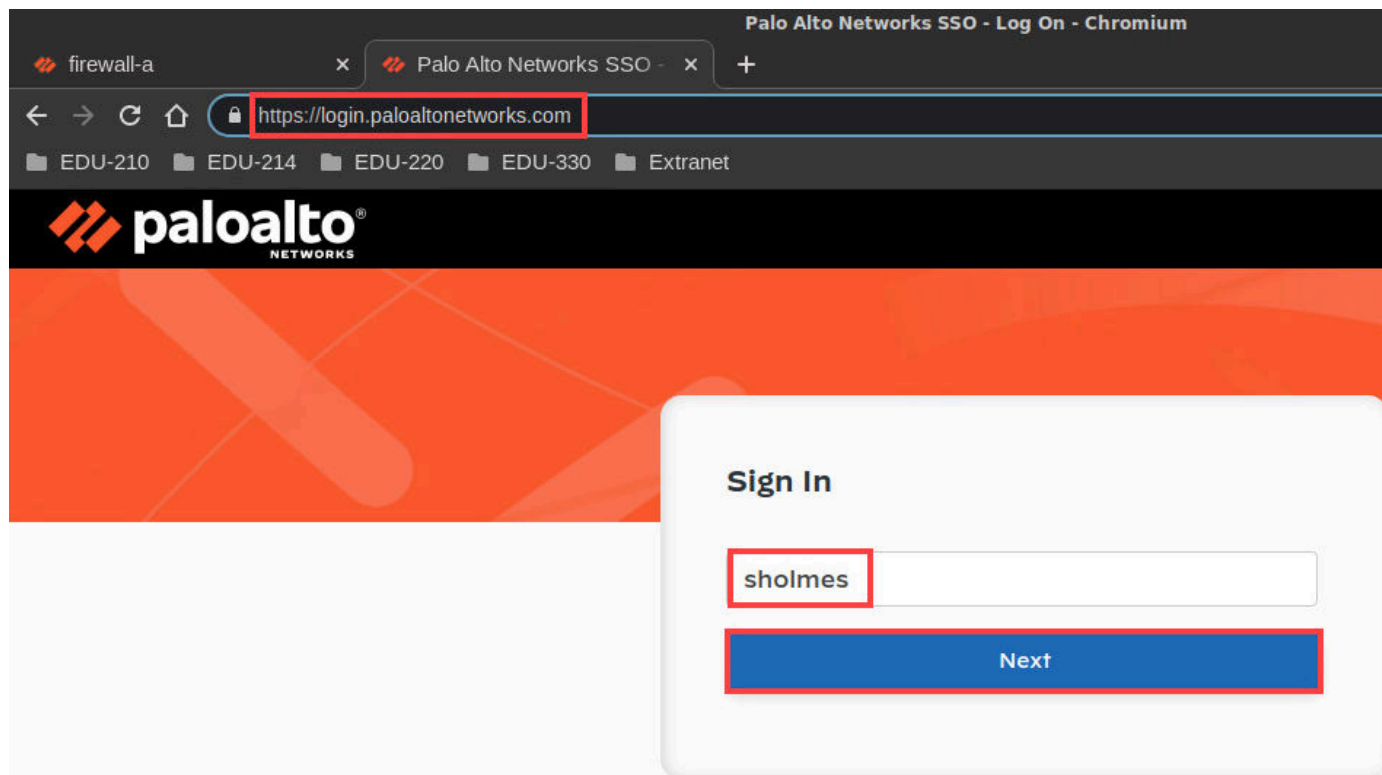 Palo Alto Networks SSO - Log On - Chromium
firewall-a × Palo Alto Networks SSO - × +
https://login.paloaltonetworks.com
EDU-210 EDU-214 EDU-220 EDU-330 Extranet
paloalto®
NETWORKS
Sign In
sholmes
Next